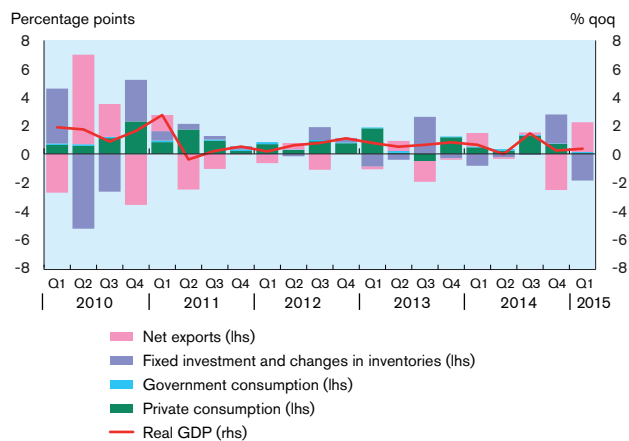 Percentage points % qoq
8 8
6 6
4 4
2 2
0 0
-2 -2
-4 -4
-6 -6
-8 -8
Q1 Q2 Q3 Q4 Q1 Q2 Q3 Q4 Q1 Q2 Q3 Q4 Q1 Q2 Q3 Q4 Q1 Q2 Q3 Q4 Q1
2010 2011 2012 2013 2014 2015
Net exports (lhs)
Fixed investment and changes in inventories (lhs)
Government consumption (lhs)
Private consumption (lhs)
Real GDP (rhs)